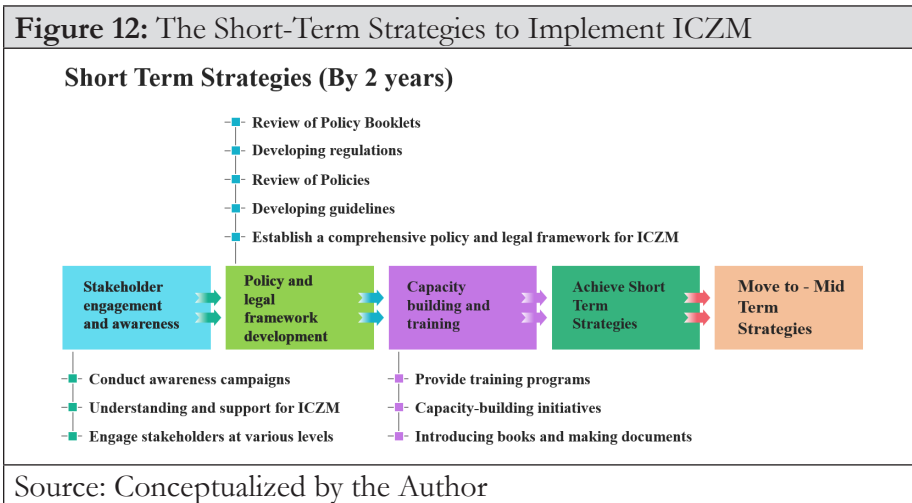 Figure 12: The Short-Term Strategies to Implement ICZM
Short Term Strategies (By 2 years)
Review of Policy Booklets
Developing regulations
Review of Policies
Developing guidelines
Establish a comprehensive policy and legal framework for ICZM
Stakeholder
engagement
and awareness
Policy and
legal
framework
development
Capacity
building and
training
Achieve Short
Term
Strategies
Move to - Mid
Term
Strategies
Conduct awareness campaigns
Understanding and support for ICZM
Engage stakeholders at various levels
Provide training programs
Capacity-building initiatives
Introducing books and making documents
Source: Conceptualized by the Author